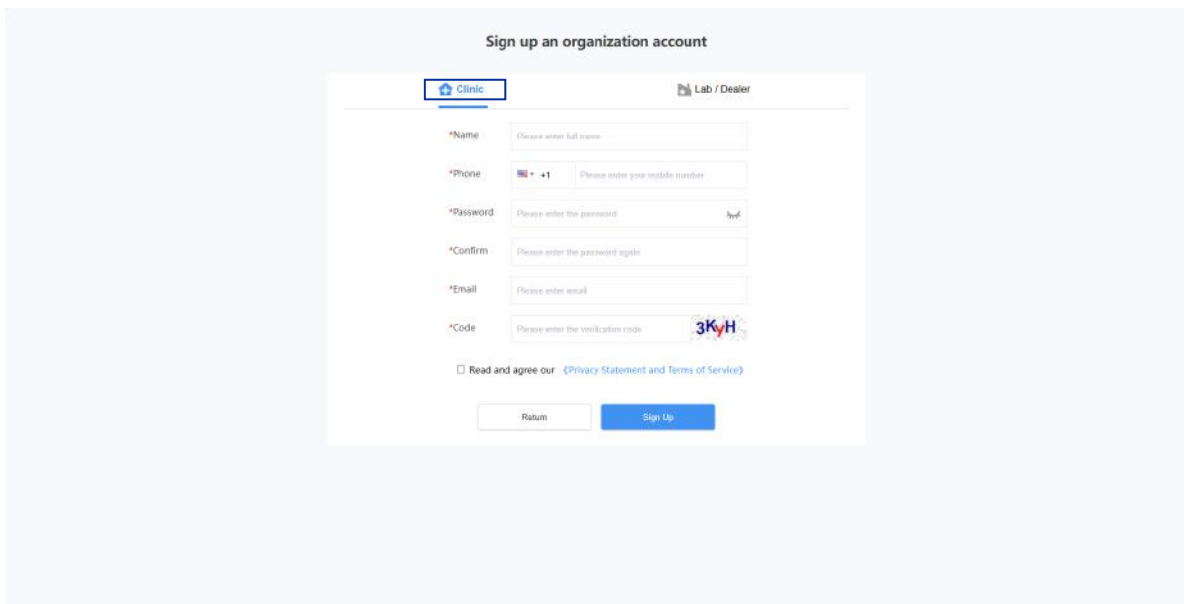 Sign up an organization account
Clinic
Lab / Dealer
*Name
Please enter full name
*Phone
+1
Please enter your mobile number
*Password
Please enter the password
*Confirm
Please enter the password again
*Email
Please enter email
*Code
Please enter the verification code
3KyH
Read and agree our 《Privacy Statement and Terms of Service》
Return
Sign Up